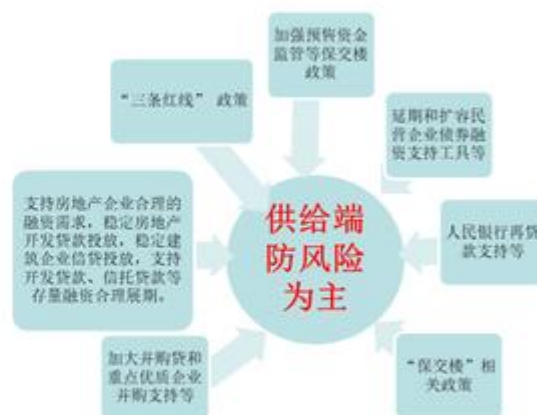 加强预售资金
监管等保交楼
政策
“三条红线” 政策
延期和扩容民
营企业债券融
资支持工具等
支持房地产企业合理的
融资需求，稳定房地产
开发贷款投放，稳定建
筑企业信贷投放，支持
开发贷款、信托贷款等
存量融资合理展期。
供给端
防风险
为主
人民银行再贷
款支持等
加大并购贷和
重点优质企业
并购支持等
“保交楼”相
关政策